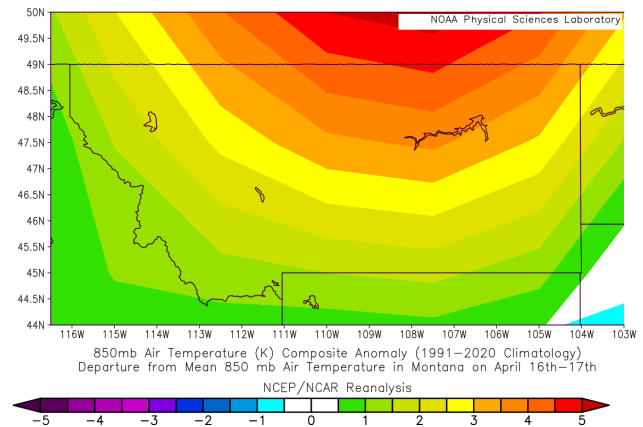 NOAA Physical Sciences Laboratory
50N
49N
48.5N
48N
47.5N
47N
46.5N
46N
45.5N
45N
44.5N
44N
116W 115W 114W 113W 112W 111W 110W 109W 108W 107W 106W 105W 104W 103W
850mb Air Temperature (K) Composite Anomaly (1991-2020 Climatology)
Departure from Mean 850 mb Air Temperature in Montana on April 16th-17th
NCEP/NCAR Reanalysis
-5 -4 -3 -2 -1 0 1 2 3 4 5